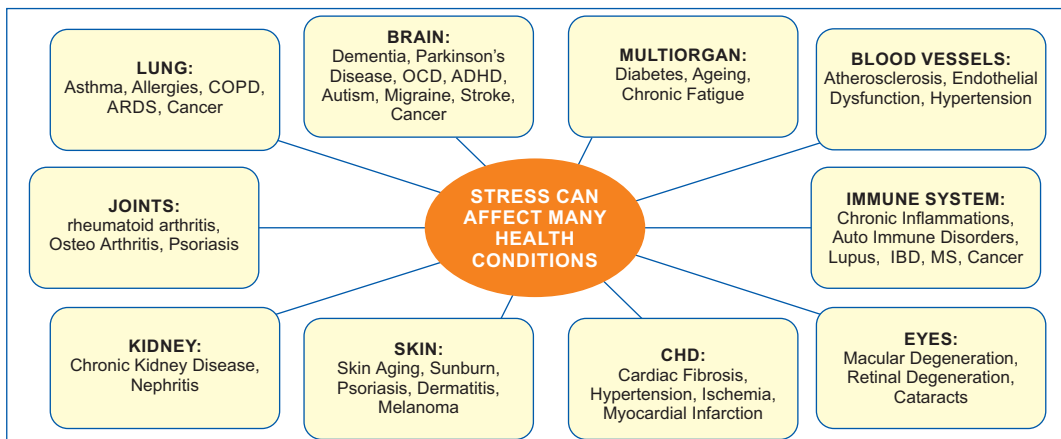 LUNG:
Asthma, Allergies, COPD,
ARDS, Cancer
BRAIN:
Dementia, Parkinson's
Disease, OCD, ADHD,
Autism, Migraine, Stroke,
Cancer
MULTIORGAN:
Diabetes, Ageing,
Chronic Fatigue
BLOOD VESSELS:
Atherosclerosis, Endothelial
Dysfunction, Hypertension
JOINTS:
rheumatoid arthritis,
Osteo Arthritis, Psoriasis
STRESS CAN
AFFECT MANY
HEALTH
CONDITIONS
IMMUNE SYSTEM:
Chronic Inflammations,
Auto Immune Disorders,
Lupus, IBD, MS, Cancer
KIDNEY:
Chronic Kidney Disease,
Nephritis
SKIN:
Skin Aging, Sunburn,
Psoriasis, Dermatitis,
Melanoma
CHD:
Cardiac Fibrosis,
Hypertension, Ischemia,
Myocardial Infarction
EYES:
Macular Degeneration,
Retinal Degeneration,
Cataracts